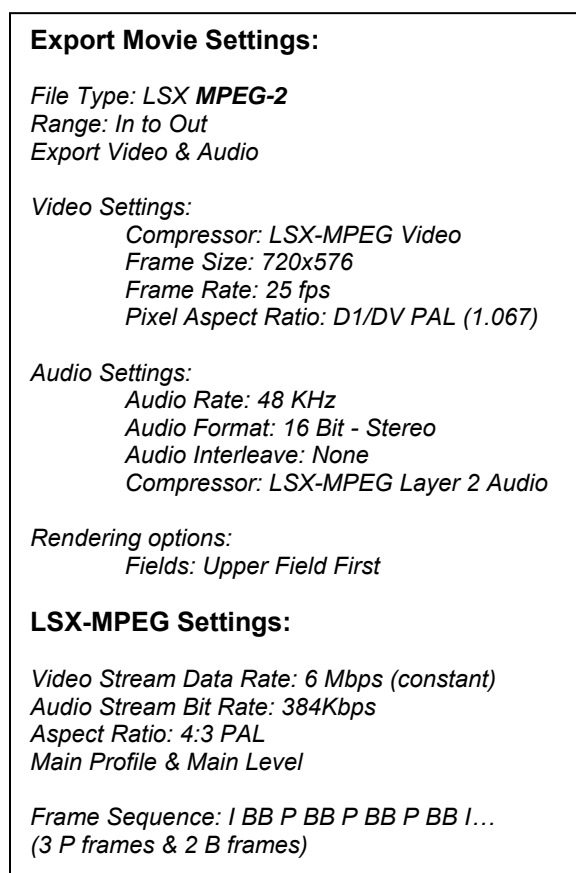 Export Movie Settings:
File Type: LSX MPEG-2
Range: In to Out
Export Video & Audio
Video Settings:
Compressor: LSX-MPEG Video
Frame Size: 720x576
Frame Rate: 25 fps
Pixel Aspect Ratio: D1/DV PAL (1.067)
Audio Settings:
Audio Rate: 48 KHz
Audio Format: 16 Bit - Stereo
Audio Interleave: None
Compressor: LSX-MPEG Layer 2 Audio
Rendering options:
Fields: Upper Field First
LSX-MPEG Settings:
Video Stream Data Rate: 6 Mbps (constant)
Audio Stream Bit Rate: 384Kbps
Aspect Ratio: 4:3 PAL
Main Profile & Main Level
Frame Sequence: I BB P BB P BB P BB I…
(3 P frames & 2 B frames)